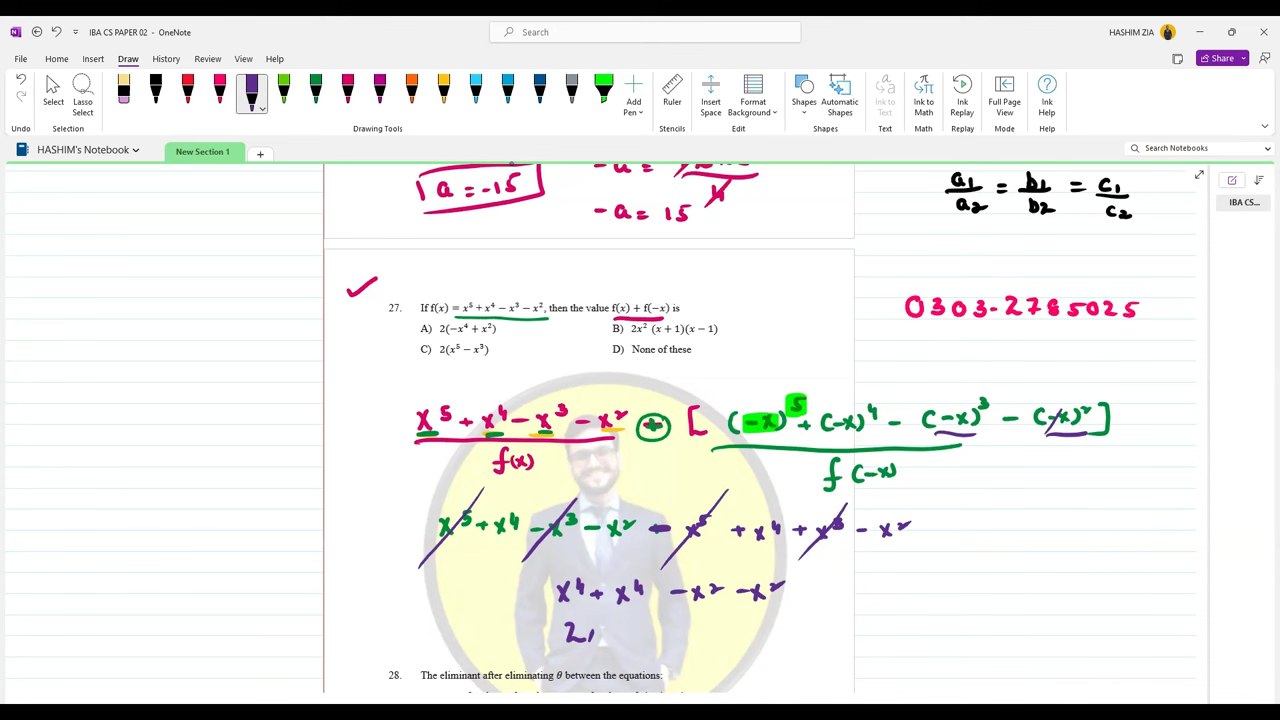 IBA CS PAPER 02 - OneNote
Search
HASHIM ZIA
File Home Insert Draw History Review View Help
Share
Select
Lasso Select
Add Pen
Ruler
Insert Space
Format Background
Shapes
Automatic Shapes
Ink to Text
Ink to Math
Ink Replay
Full Page View
Ink Help
Undo
Selection
Drawing Tools
Stencils
Edit
Shapes
Text
Math
Replay
Mode
Help
HASHIM's Notebook
New Section 1
Search Notebooks
IBA CS...
a = -15
- a = 15
a₁/a₂ = b₁/b₂ = c₁/c₂
27. If f(x) = x⁵ + x⁴ − x³ − x², then the value f(x) + f(−x) is
A) 2(−x⁴ + x²) B) 2x² (x + 1)(x − 1)
C) 2(x⁵ − x³) D) None of these
0303-2785025
x⁵ + x⁴ − x³ − x² + [ (−x)⁵ + (−x)⁴ − (−x)³ − (−x)² ]
f(x) f(−x)
x⁵ + x⁴ − x³ − x² − x⁵ + x⁴ + x³ − x²
x⁴ + x⁴ − x² − x²
2
28. The eliminant after eliminating θ between the equations: